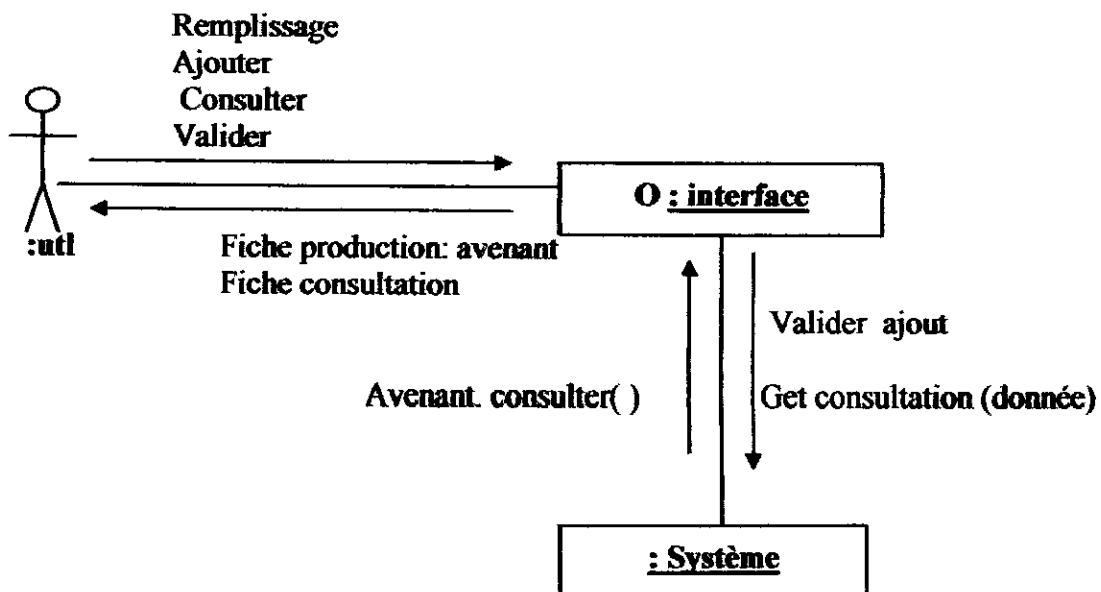 Remplissage
Ajouter
Consulter
Valider
O : interface
:utl
Fiche production: avenant
Fiche consultation
Valider ajout
Avenant. consulter( )
Get consultation (donnée)
: Système